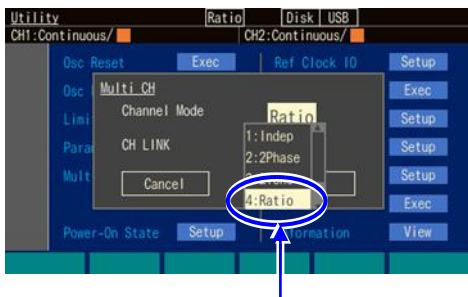 Utility Ratio Disk USB
CH1:Continuous/ CH2:Continuous/
Osc Reset Exec Ref Clock IO Setup
Osc Exec
Multi CH
Channel Mode Ratio
Limi Setup
1:Indep
Para CH LINK Setup
2:2Phase
Mult Cancel Setup
4:Ratio
Exec
Power-On State Setup View